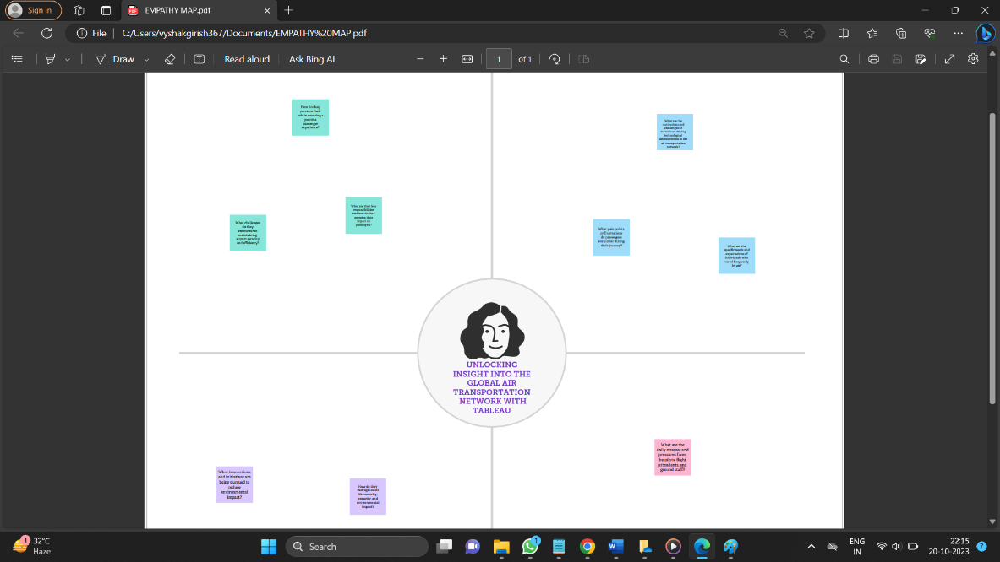 Sign in
EMPATHY MAP.pdf
File
C:/Users/vyshakgirish367/Documents/EMPATHY%20MAP.pdf
Draw
Read aloud
Ask Bing AI
1
of 1
How do they
perceive their
role in ensuring a
positive
passenger
experience?
What are the
motivations and
challenges of
individuals driving
technological
advancements in the
air transportation
network?
What are their key
responsibilities,
and how do they
perceive their
impact on
passengers?
What challenges
do they
encounter in
maintaining
airport security
and efficiency?
What pain points
or frustrations
do passengers
encounter during
their journey?
What are the
specific needs and
expectations of
individuals who
travel frequently
by air?
UNLOCKING
INSIGHT INTO THE
GLOBAL AIR
TRANSPORTATION
NETWORK WITH
TABLEAU
What are the
daily stresses and
pressures faced
by pilots, flight
attendents, and
ground staff?
What innovations
and initiatives are
being pursued to
reduce
environmental
impact?
How do they
manage issues
like security,
capacity, and
environmental
impact?
1
32°C
Haze
Search
1
ENG
IN
22:15
20-10-2023
7